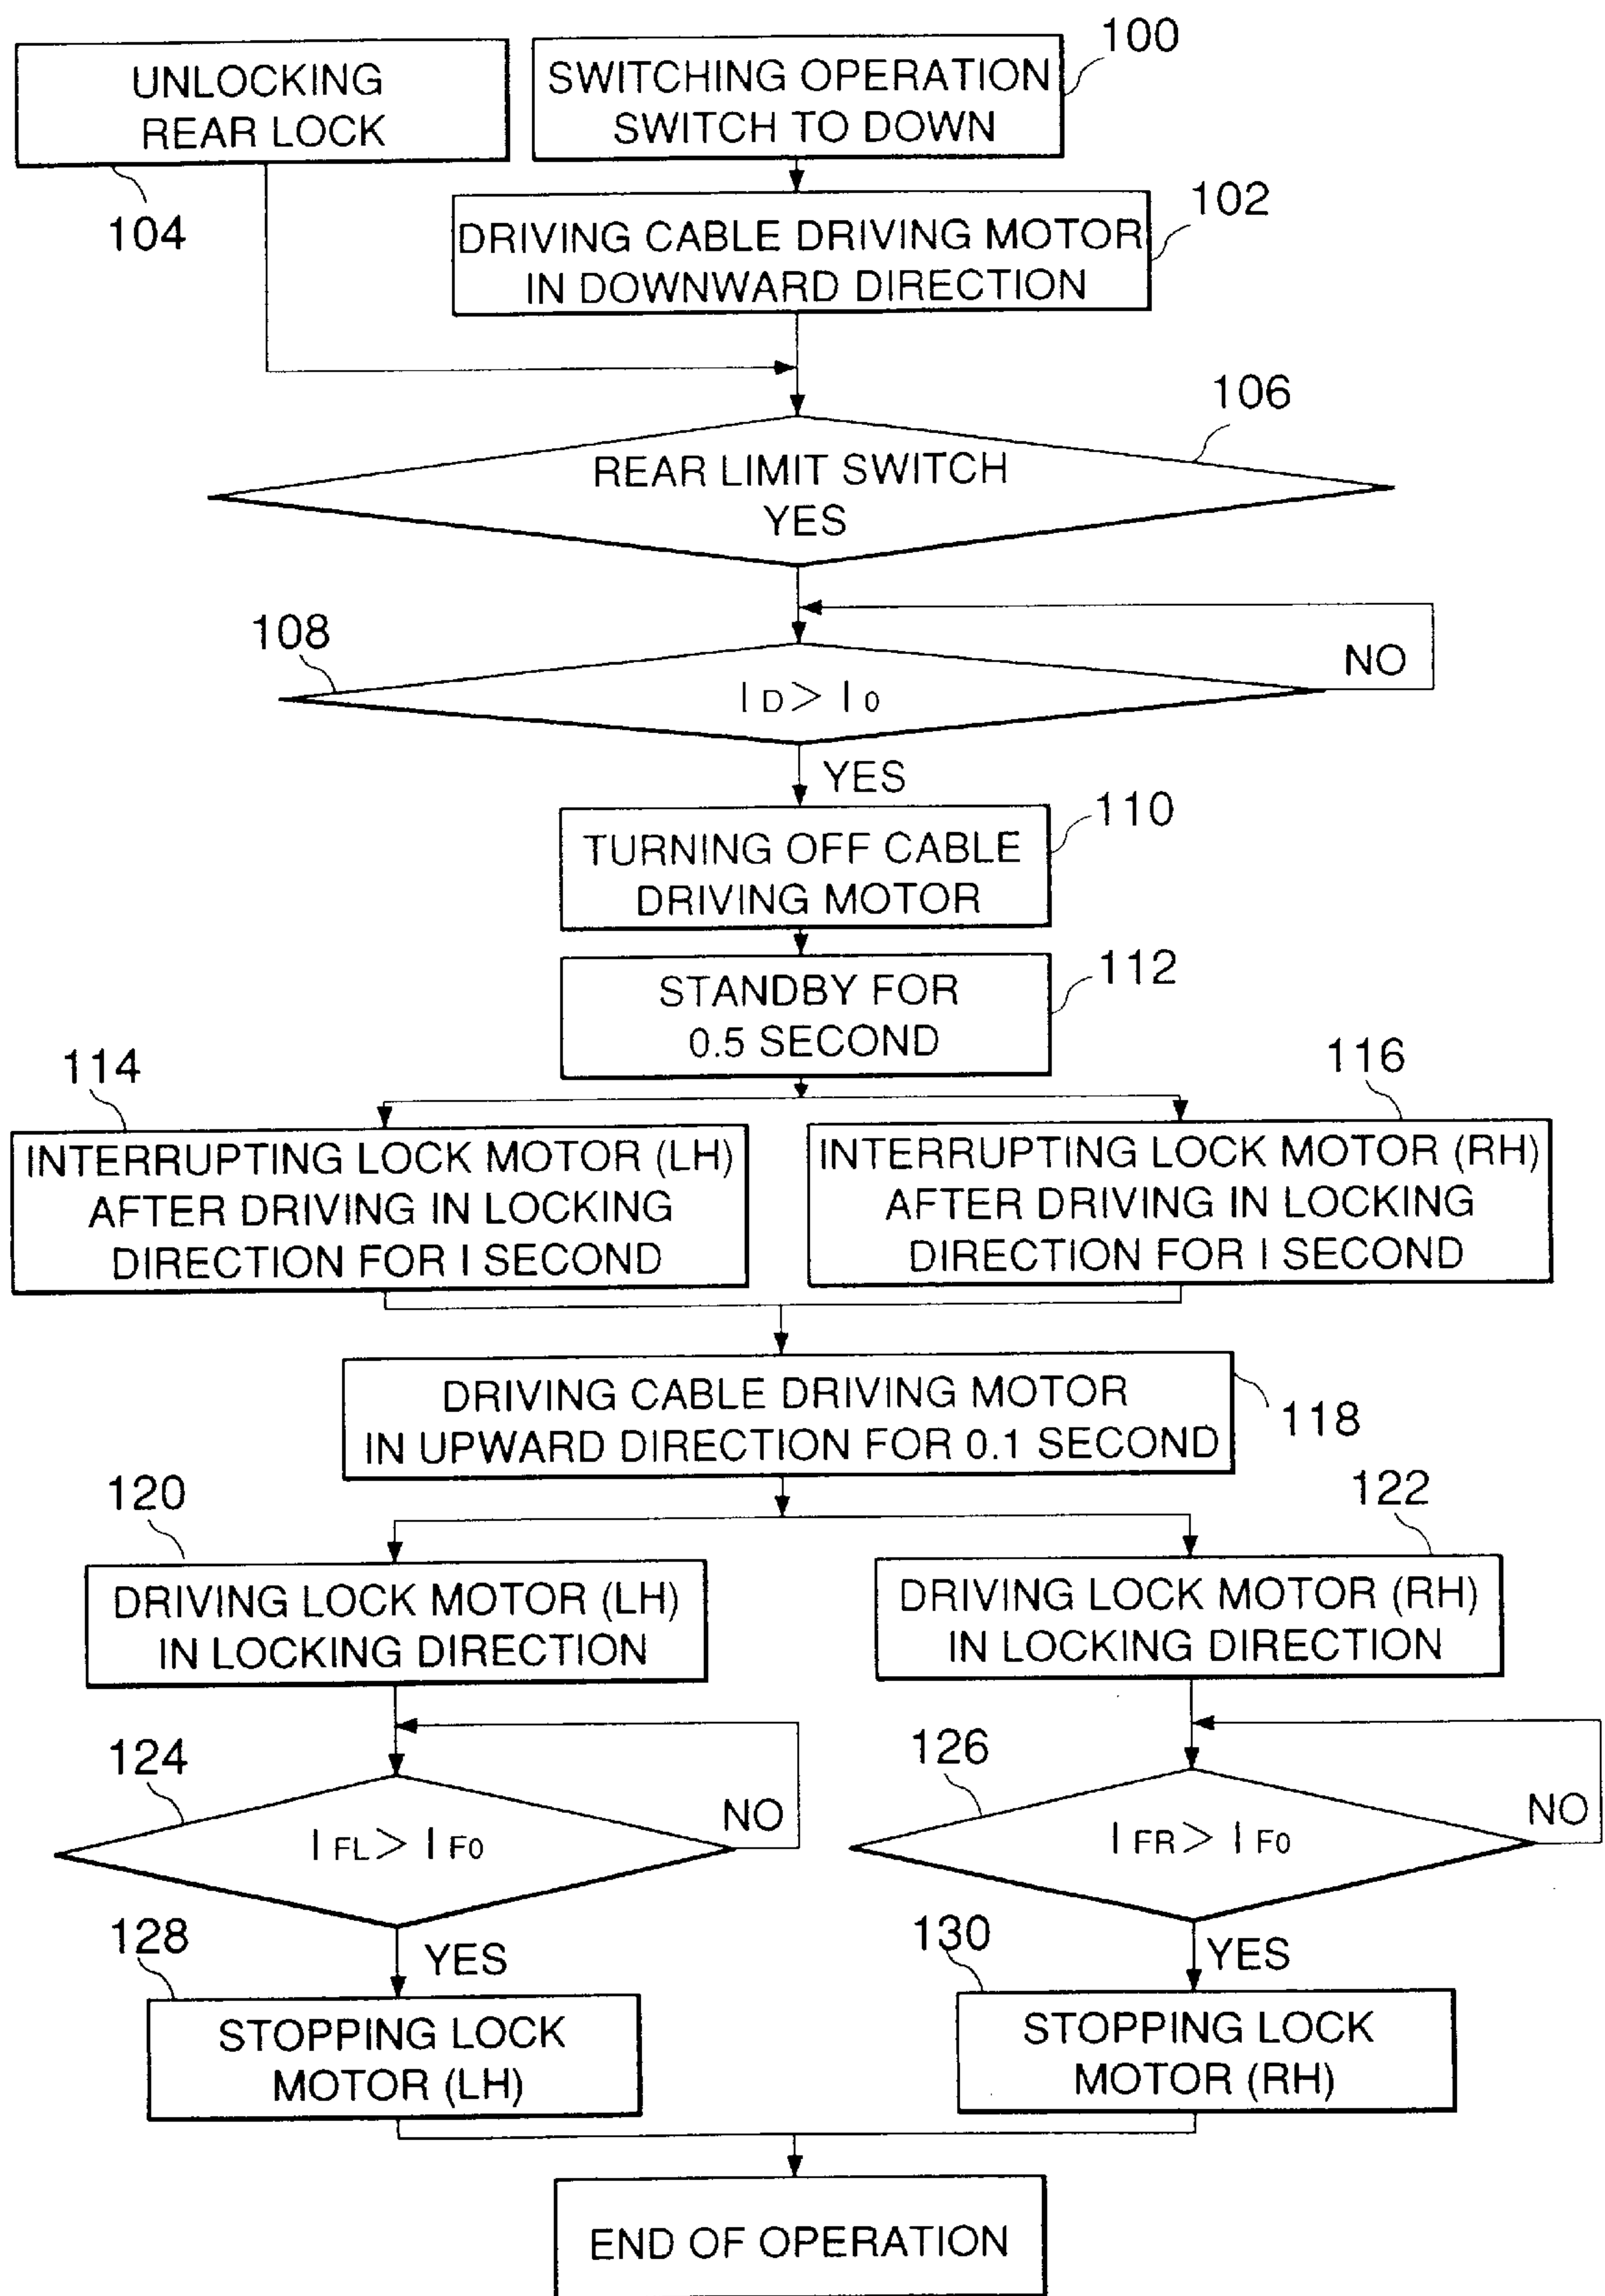 100
UNLOCKING
REAR LOCK
104
SWITCHING OPERATION
SWITCH TO DOWN
102
DRIVING CABLE DRIVING MOTOR
IN DOWNWARD DIRECTION
106
REAR LIMIT SWITCH
YES
108
NO
I D > I 0
YES
110
TURNING OFF CABLE
DRIVING MOTOR
112
STANDBY FOR
0.5 SECOND
114
116
INTERRUPTING LOCK MOTOR (LH)
AFTER DRIVING IN LOCKING
DIRECTION FOR I SECOND
INTERRUPTING LOCK MOTOR (RH)
AFTER DRIVING IN LOCKING
DIRECTION FOR I SECOND
DRIVING CABLE DRIVING MOTOR
IN UPWARD DIRECTION FOR 0.1 SECOND
118
120
122
DRIVING LOCK MOTOR (LH)
IN LOCKING DIRECTION
DRIVING LOCK MOTOR (RH)
IN LOCKING DIRECTION
124
NO
I FL > I F0
126
NO
I FR > I F0
128
YES
130
YES
STOPPING LOCK
MOTOR (LH)
STOPPING LOCK
MOTOR (RH)
END OF OPERATION